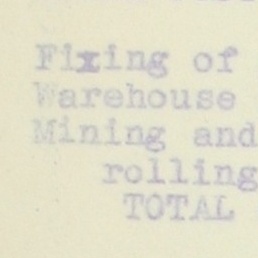 Fixing of
Warehouse
Mining and
rolling
TOTAL